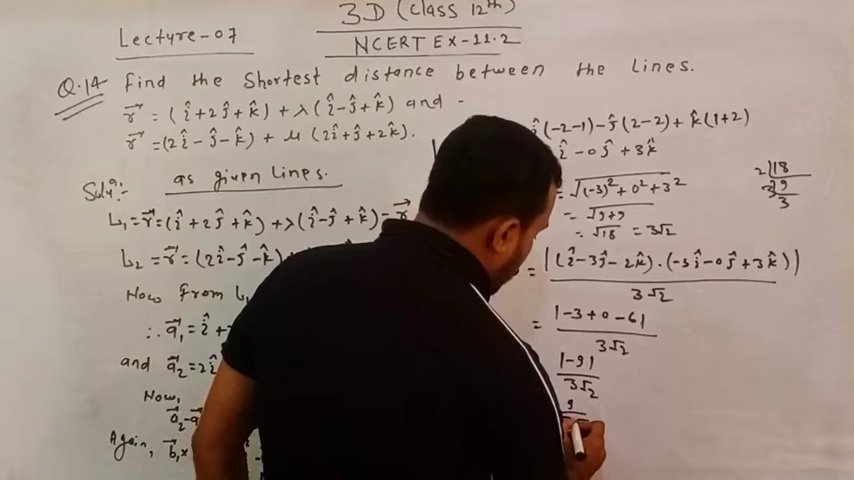 3D (Class 12th)
Lecture-07
NCERT EX-11.2
Q.14 Find the Shortest distance between the Lines.
r⃗ = (î+2ĵ+k̂) + λ(î-ĵ+k̂) and -
r⃗ =(2î-ĵ-k̂) + μ (2î+ĵ+2k̂).
Solⁿ:- as given Lines.
L₁=r⃗=(î+2ĵ+k̂)+λ(î-ĵ+k̂)-r⃗
L₂=r⃗=(2î-ĵ-k̂)
Now From L₁
∴ a⃗₁=î+
and a⃗₂=2î
Now,
a⃗₂-a⃗
Again, b⃗₁×
î(-2-1)-ĵ(2-2)+k̂(1+2)
î-0ĵ+3k̂
=√(-3)²+0²+3²
=√9+9
=√18 =3√2
2|18
9
3
=|(î-3ĵ-2k̂).(-3î-0ĵ+3k̂)|
3√2
= |-3+0-6|
3√2
|-9|
3√2
9